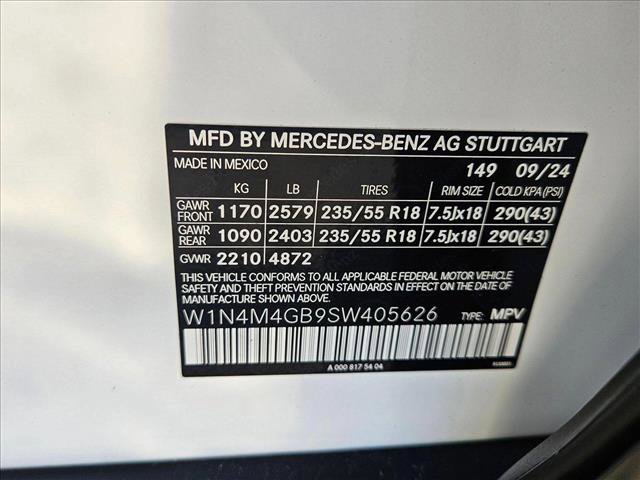 MFD BY MERCEDES-BENZ AG STUTTGART
MADE IN MEXICO 149 09/24
KG LB TIRES RIM SIZE COLD KPA (PSI)
GAWR FRONT 1170 2579 235/55 R18 7.5Jx18 290(43)
GAWR REAR 1090 2403 235/55 R18 7.5Jx18 290(43)
GVWR 2210 4872
THIS VEHICLE CONFORMS TO ALL APPLICABLE FEDERAL MOTOR VEHICLE
SAFETY AND THEFT PREVENTION STANDARDS IN EFFECT ON THE DATE
OF MANUFACTURE SHOWN ABOVE.
W1N4M4GB9SW405626 TYPE: MPV
A 000 817 54 04